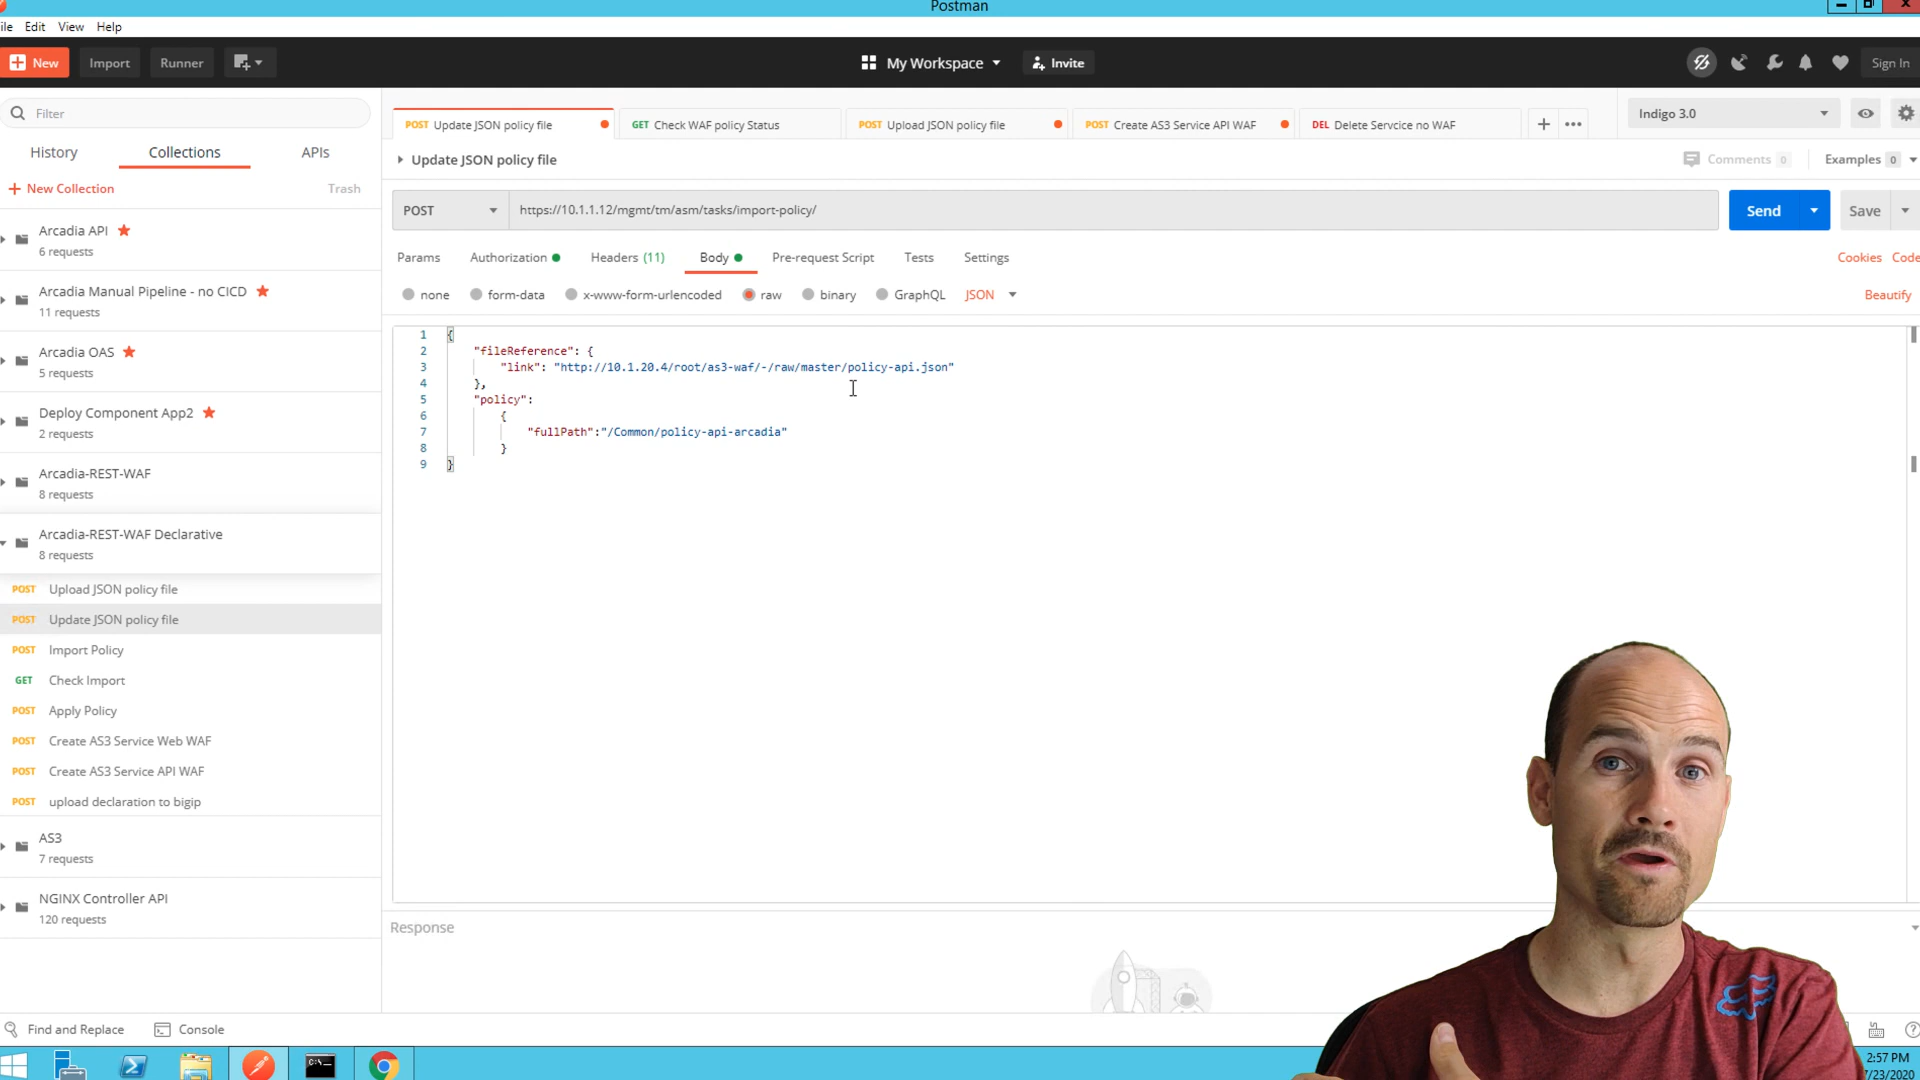 Postman
ile Edit View Help
New Import Runner My Workspace Invite Sign In
Filter
History Collections APIs
+ New Collection Trash
Arcadia API
6 requests
Arcadia Manual Pipeline - no CICD
11 requests
Arcadia OAS
5 requests
Deploy Component App2
2 requests
Arcadia-REST-WAF
8 requests
Arcadia-REST-WAF Declarative
8 requests
POST Upload JSON policy file
POST Update JSON policy file
POST Import Policy
GET Check Import
POST Apply Policy
POST Create AS3 Service Web WAF
POST Create AS3 Service API WAF
POST upload declaration to bigip
AS3
7 requests
NGINX Controller API
120 requests
POST Update JSON policy file GET Check WAF policy Status POST Upload JSON policy file POST Create AS3 Service API WAF DEL Delete Servcice no WAF Indigo 3.0
Update JSON policy file Comments 0 Examples 0
POST https://10.1.1.12/mgmt/tm/asm/tasks/import-policy/ Send Save
Params Authorization Headers (11) Body Pre-request Script Tests Settings Cookies Code
none form-data x-www-form-urlencoded raw binary GraphQL JSON Beautify
1 {
2 "fileReference": {
3 "link": "http://10.1.20.4/root/as3-waf/-/raw/master/policy-api.json"
4 },
5 "policy":
6 {
7 "fullPath":"/Common/policy-api-arcadia"
8 }
9 }
Response
Find and Replace Console
2:57 PM
7/23/2020